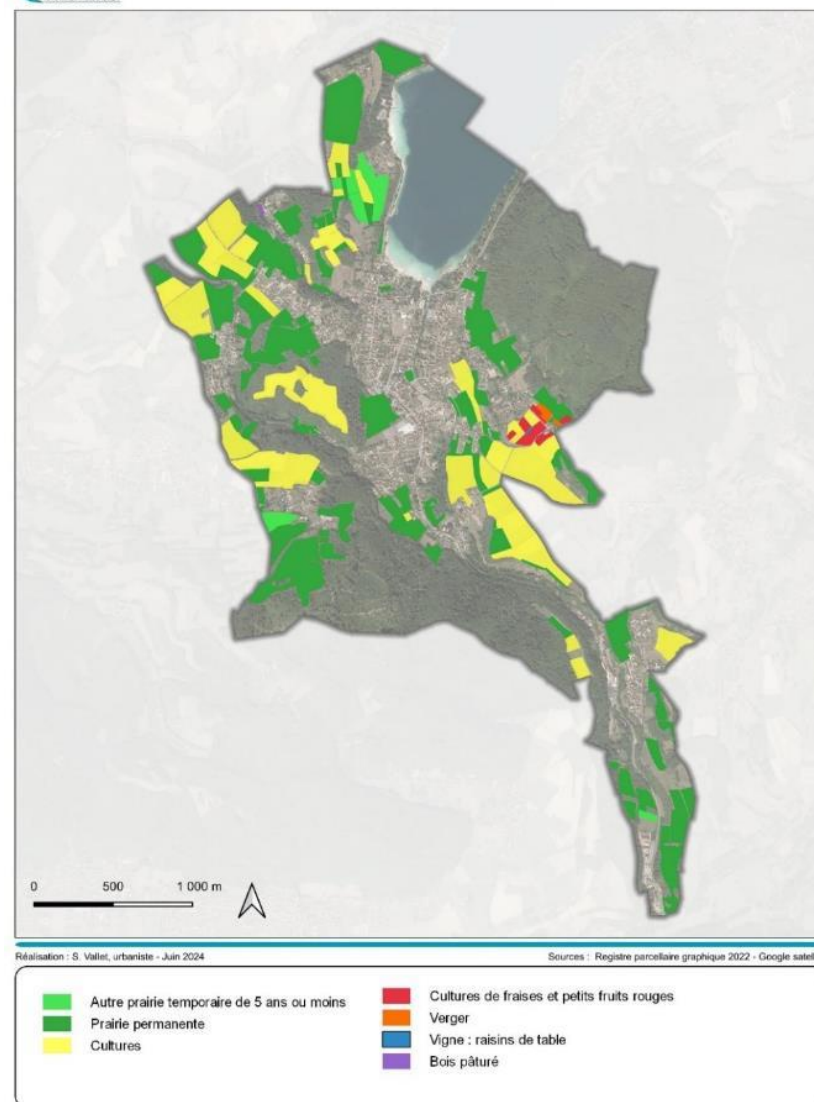 0 500 1 000 m
Réalisation : S. Vallet, urbaniste - Juin 2024
Sources : Registre parcellaire graphique 2022 - Google
Autre prairie temporaire de 5 ans ou moins
Prairie permanente
Cultures
Cultures de fraises et petits fruits rouges
Verger
Vigne : raisins de table
Bois pâturé